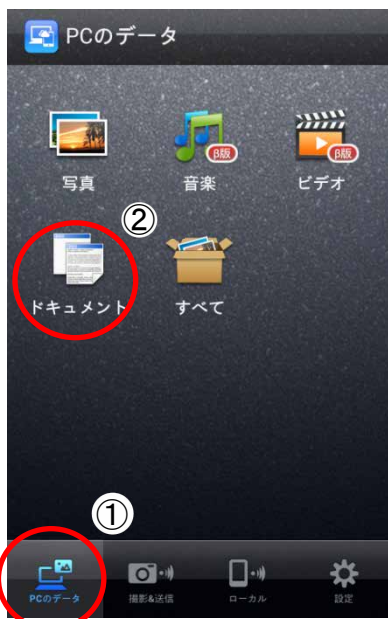 PCのデータ
β版
β版
写真
音楽
ビデオ
②
ドキュメント
すべて
①
PCのデータ
撮影&送信
ローカル
設定